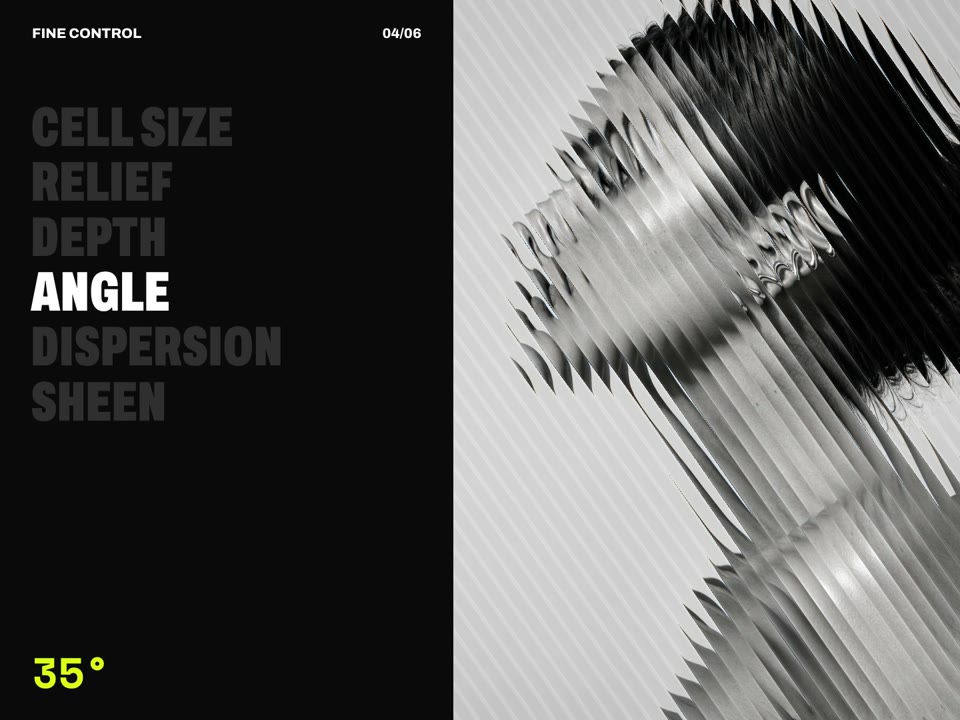 FINE CONTROL
04/06
CELL SIZE
RELIEF
DEPTH
ANGLE
DISPERSION
SHEEN
35°